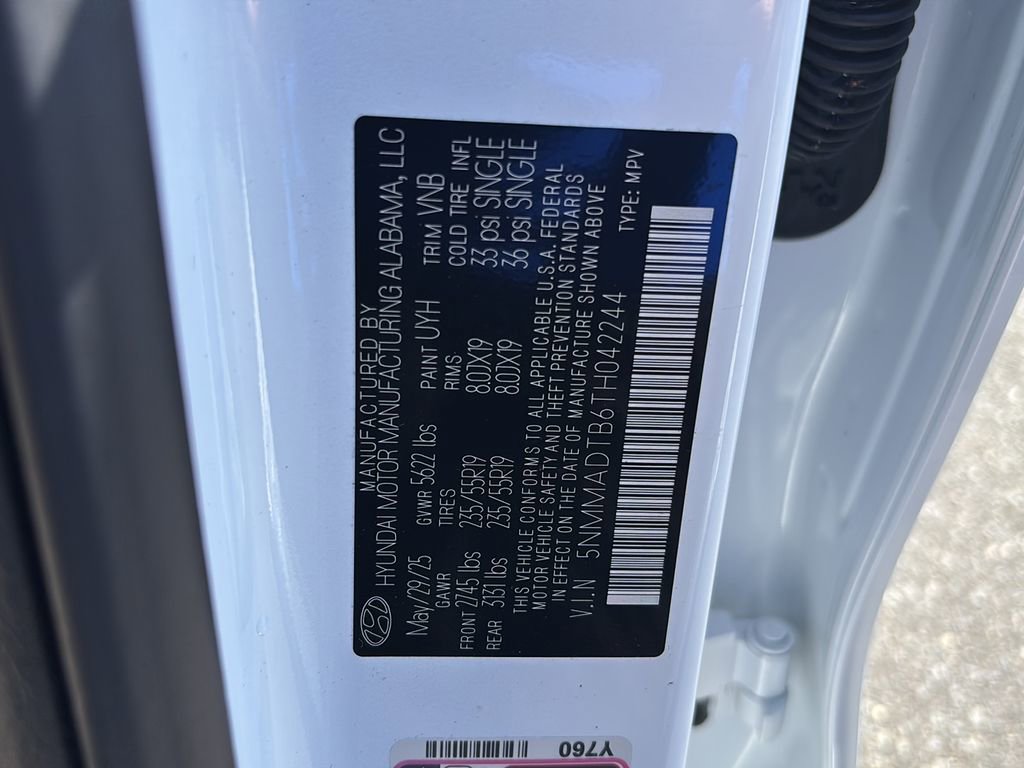 MANUFACTURED BY
HYUNDAI MOTOR MANUFACTURING ALABAMA, LLC
May/29/25 GVWR 5622 lbs PAINT UYH TRIM VNB
GAWR TIRES RIMS COLD TIRE INFL
FRONT 2745 lbs 235/55R19 8.0JX19 33 psi SINGLE
REAR 3131 lbs 235/55R19 8.0JX19 36 psi SINGLE
THIS VEHICLE CONFORMS TO ALL APPLICABLE U.S.A. FEDERAL
MOTOR VEHICLE SAFETY AND THEFT PREVENTION STANDARDS
IN EFFECT ON THE DATE OF MANUFACTURE SHOWN ABOVE
V.I.N 5NMMADTB6TH042244 TYPE: MPV
Y760